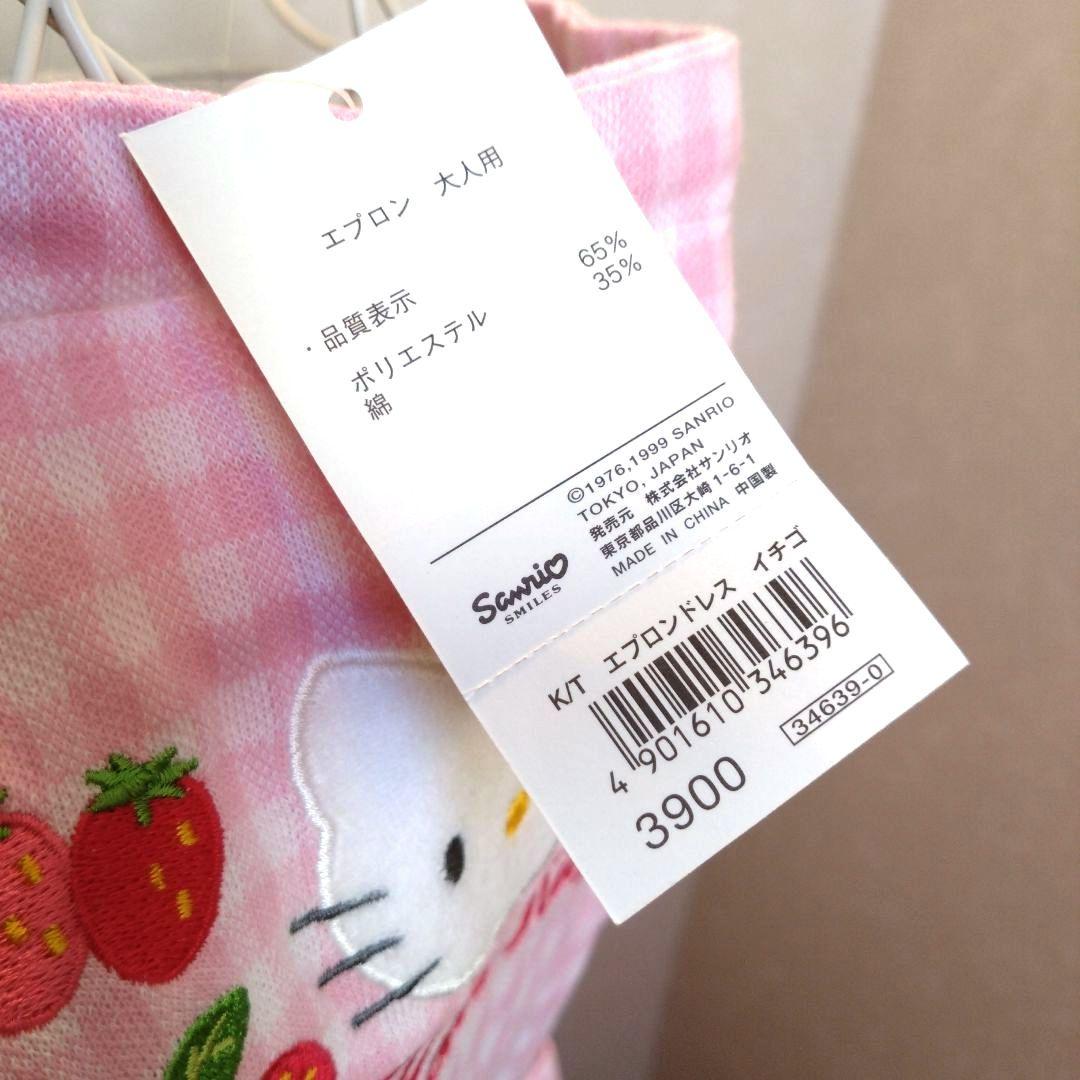 エプロン 大人用
・品質表示
ポリエステル 65%
綿 35%
©1976,1999 SANRIO
TOKYO, JAPAN
発売元 株式会社サンリオ
東京都品川区大崎1-6-1
MADE IN CHINA 中国製
Sanrio
SMILES
K/T エプロンドレス イチゴ
4 901610 346396
34639-0
3900